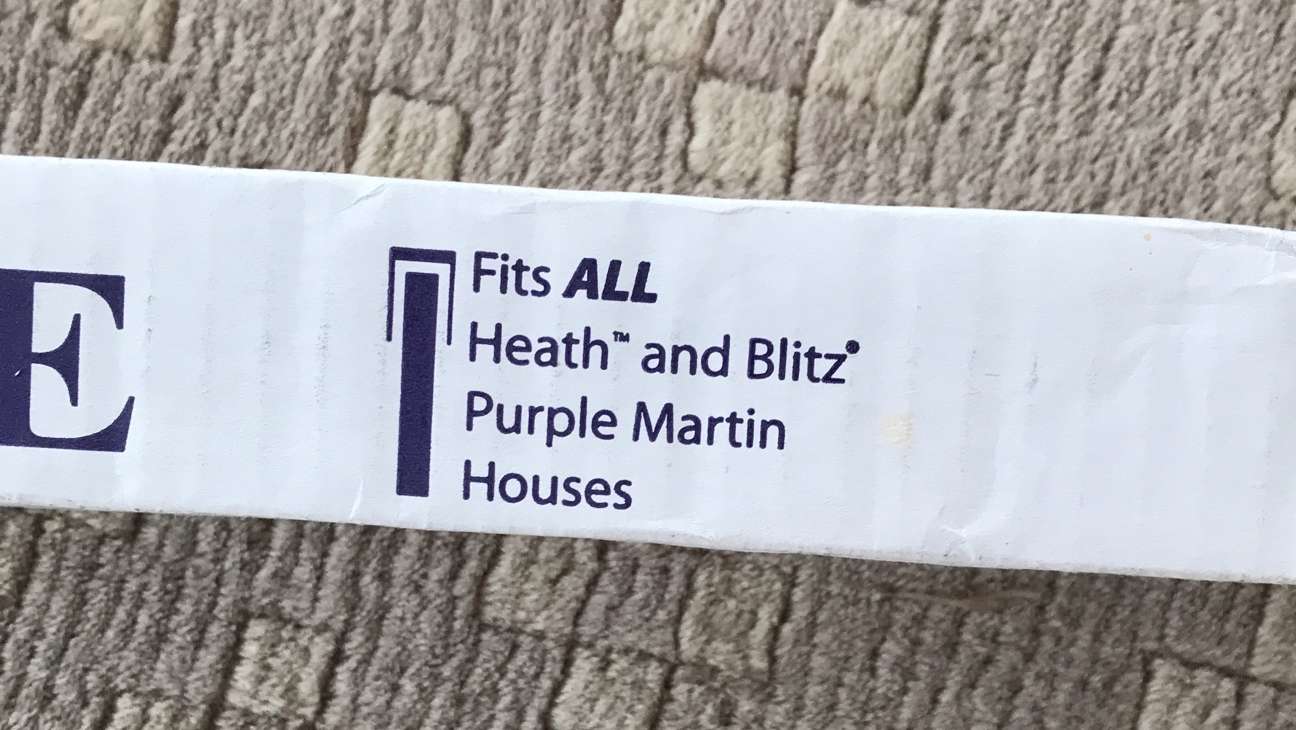 E
Fits ALL
Heath™ and Blitz®
Purple Martin
Houses